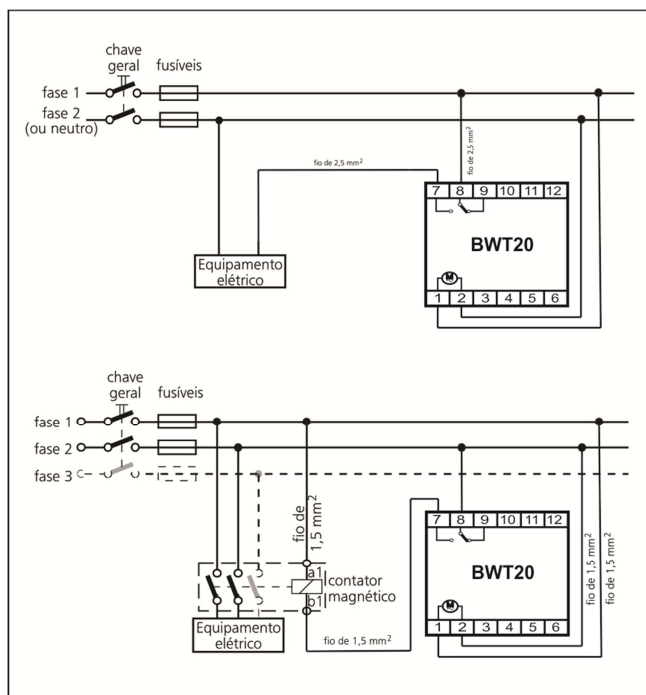 chave
geral
fusíveis
fase 1
fase 2
(ou neutro)
fio de 2,5 mm²
fio de 2,5 mm²
7 8 9 10 11 12
BWT20
M
1 2 3 4 5 6
Equipamento
elétrico
chave
geral
fusíveis
fase 1
fase 2
fase 3
fio de
1,5 mm²
7 8 9 10 11 12
BWT20
M
1 2 3 4 5 6
a1
b1
contator
magnético
Equipamento
elétrico
fio de 1,5 mm²
fio de 1,5 mm²
fio de 1,5 mm²